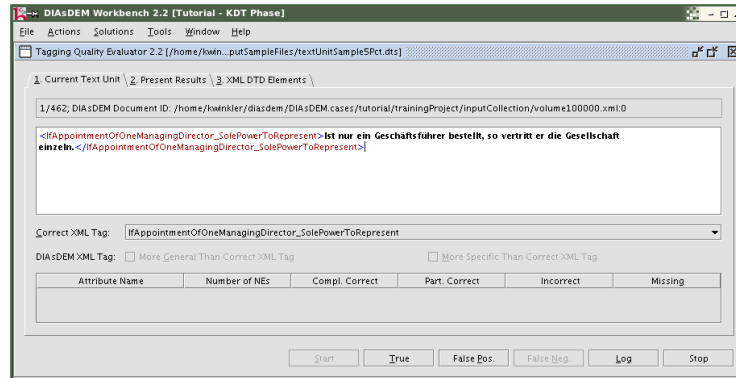 DIAsDEM Workbench 2.2 [Tutorial - KDT Phase]
File Actions Solutions Tools Window Help
Tagging Quality Evaluator 2.2 [/home/kwin...putSampleFiles/textUnitSample5Pct.dts]
1. Current Text Unit 2. Present Results 3. XML DTD Elements
1/462; DIAsDEM Document ID: /home/kwinkler/diasdem/DIAsDEM.cases/tutorial/trainingProject/inputCollection/volume100000.xml:0
<IfAppointmentOfOneManagingDirector_SolePowerToRepresent>Ist nur ein Geschäftsführer bestellt, so vertritt er die Gesellschaft
einzeln.</IfAppointmentOfOneManagingDirector_SolePowerToRepresent>
Correct XML Tag: IfAppointmentOfOneManagingDirector_SolePowerToRepresent
DIAsDEM XML Tag: More General Than Correct XML Tag More Specific Than Correct XML Tag
Attribute Name Number of NEs Compl. Correct Part. Correct Incorrect Missing
Start True False Pos. False Neg. Log Stop